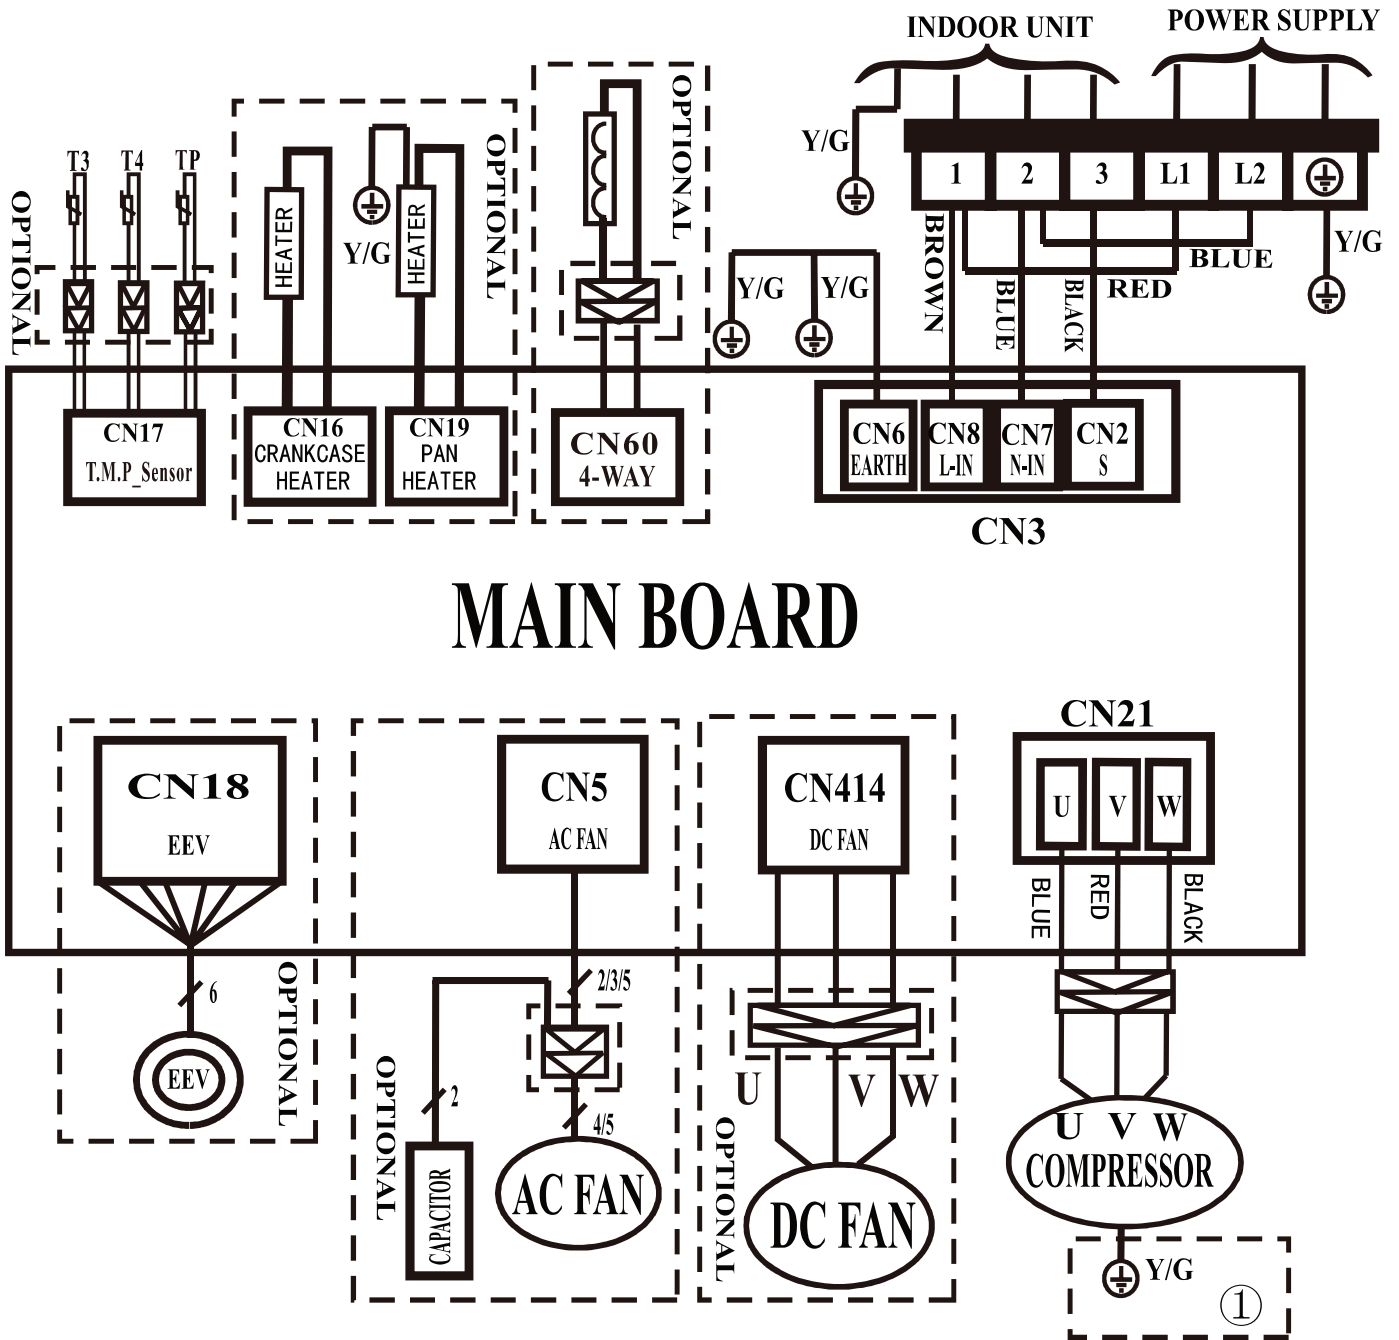 INDOOR UNIT
POWER SUPPLY
Y/G
1
2
3
L1
L2
Y/G
BROWN
BLUE
BLACK
RED
BLUE
Y/G
Y/G
T3
T4
TP
OPTIONAL
HEATER
Y/G
HEATER
OPTIONAL
OPTIONAL
CN17
T.M.P_Sensor
CN16
CRANKCASE
HEATER
CN19
PAN
HEATER
CN60
4-WAY
CN6
EARTH
CN8
L-IN
CN7
N-IN
CN2
S
CN3
MAIN BOARD
CN18
EEV
6
EEV
OPTIONAL
CN5
AC FAN
2/3/5
2
4/5
OPTIONAL
CAPACITOR
AC FAN
CN414
DC FAN
U
V
W
OPTIONAL
DC FAN
CN21
U
V
W
BLUE
RED
BLACK
U V W
COMPRESSOR
Y/G
①